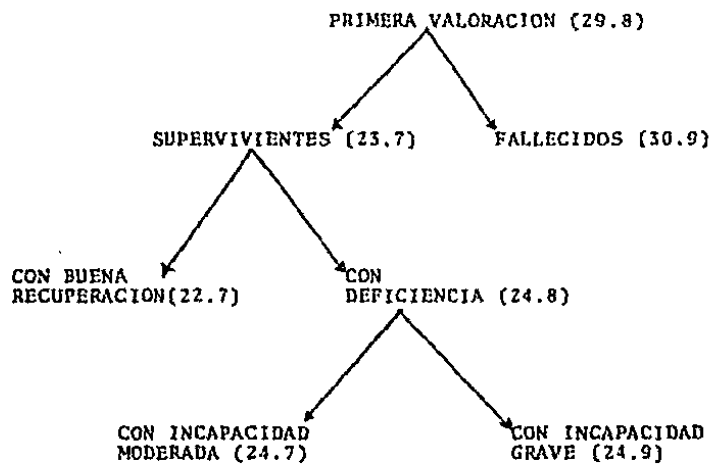 PRIMERA VALORACION (29.8)
SUPERVIVIENTES (23.7) FALLECIDOS (30.9)
CON BUENA
RECUPERACION(22.7)
CON
DEFICIENCIA (24.8)
CON INCAPACIDAD
MODERADA (24.7)
CON INCAPACIDAD
GRAVE (24.9)